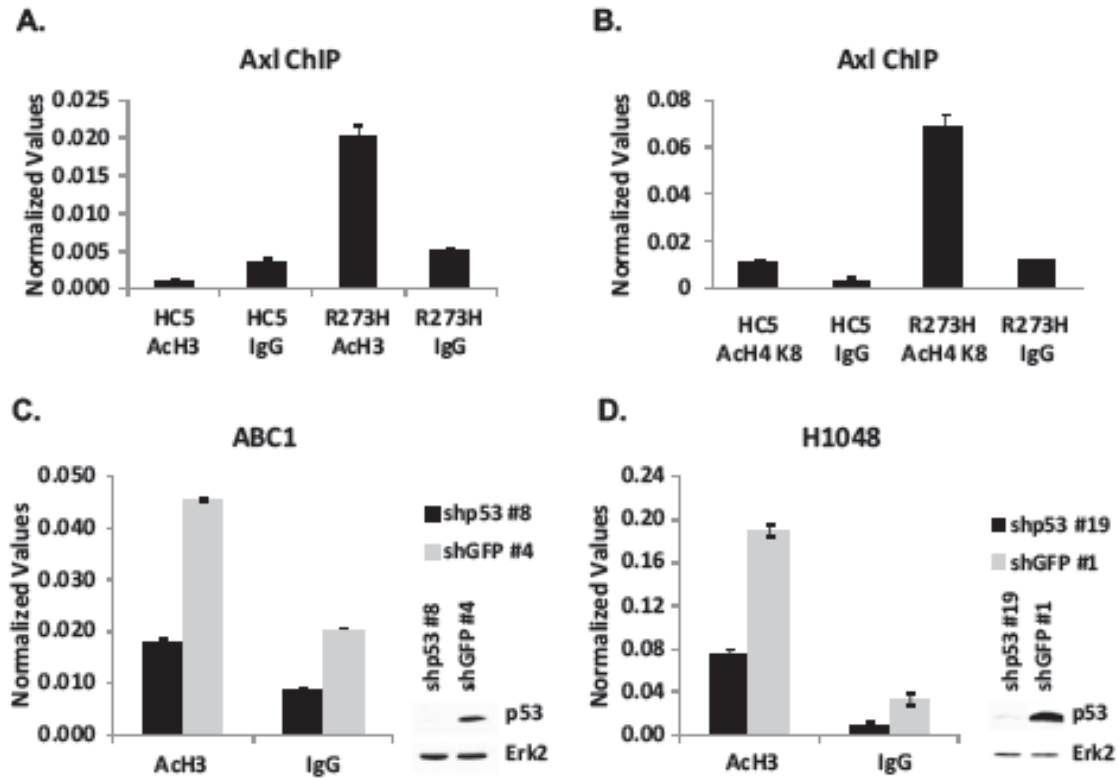 A.
Axl ChIP
Normalized Values
0.025
0.020
0.015
0.010
0.005
0.000
HC5 AcH3
HC5 IgG
R273H AcH3
R273H IgG
B.
Axl ChIP
Normalized Values
0.08
0.06
0.04
0.02
0
HC5 AcH4 K8
HC5 IgG
R273H AcH4 K8
R273H IgG
C.
ABC1
Normalized Values
0.050
0.040
0.030
0.020
0.010
0.000
AcH3
IgG
shp53 #8
shGFP #4
shp53 #8
shGFP #4
p53
Erk2
D.
H1048
Normalized Values
0.24
0.20
0.16
0.12
0.08
0.04
0.00
AcH3
IgG
shp53 #19
shGFP #1
shp53 #19
shGFP #1
p53
Erk2